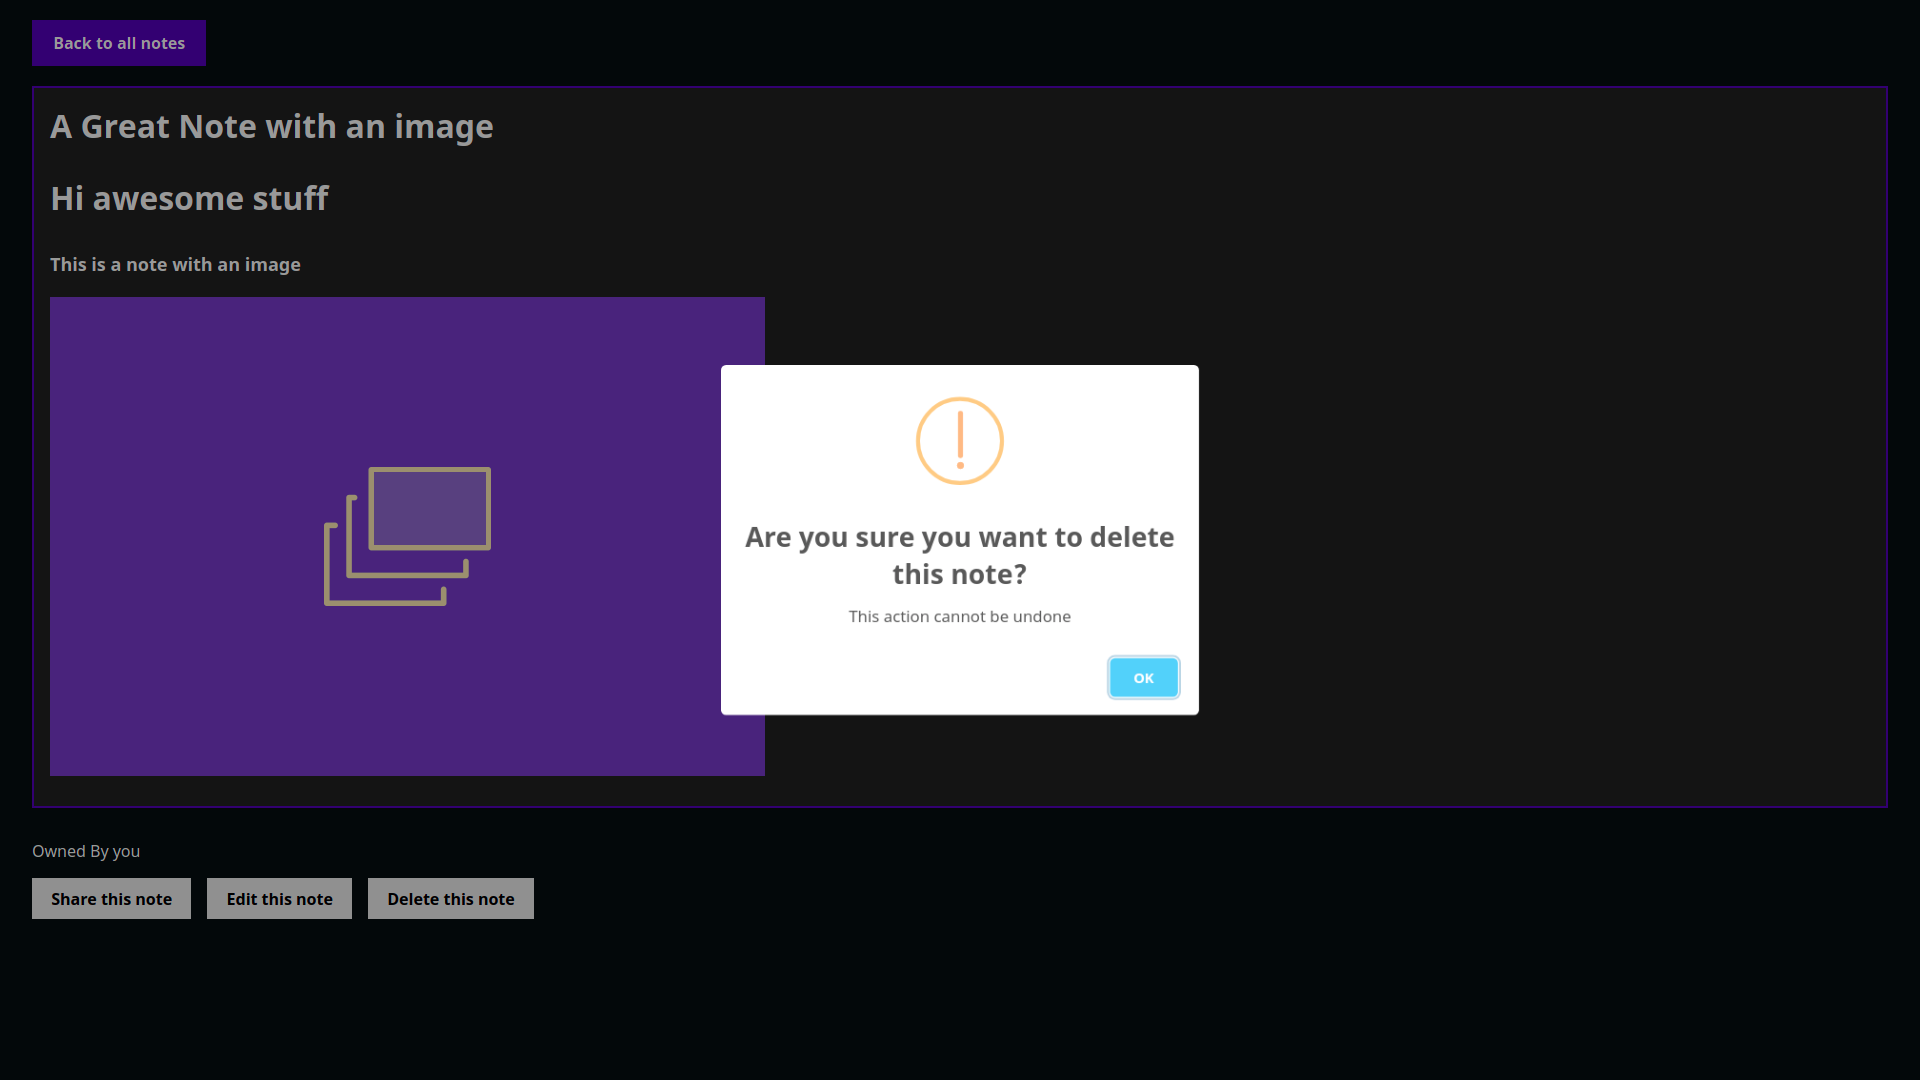 Back to all notes
A Great Note with an image
Hi awesome stuff
This is a note with an image
Are you sure you want to delete
this note?
This action cannot be undone
OK
Owned By you
Share this note
Edit this note
Delete this note